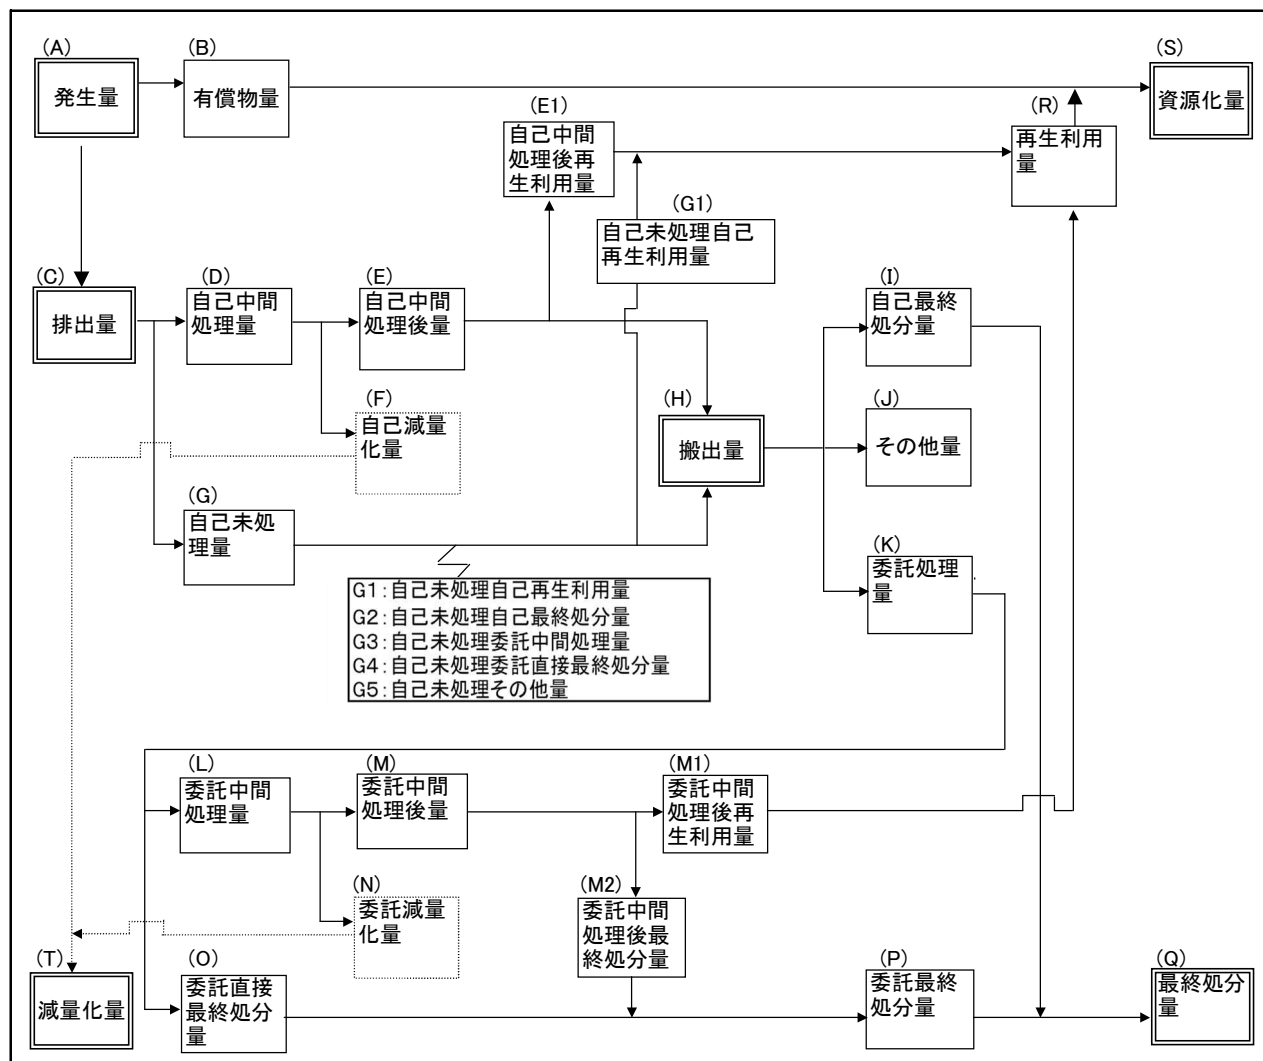 (A)
発生量
(B)
有償物量
(S)
資源化量
(E1)
自己中間
処理後再
生利用量
(R)
再生利用
量
(G1)
自己未処理自己
再生利用量
(C)
排出量
(D)
自己中間
処理量
(E)
自己中間
処理後量
(I)
自己最終
処分量
(F)
自己減量
化量
(H)
搬出量
(J)
その他量
(G)
自己未処
理量
(K)
委託処理
量
G1:自己未処理自己再生利用量
G2:自己未処理自己最終処分量
G3:自己未処理委託中間処理量
G4:自己未処理委託直接最終処分量
G5:自己未処理その他量
(L)
委託中間
処理量
(M)
委託中間
処理後量
(M1)
委託中間
処理後再
生利用量
(N)
委託減量
化量
(M2)
委託中間
処理後最
終処分量
(T)
減量化量
(O)
委託直接
最終処分
量
(P)
委託最終
処分量
(Q)
最終処分
量